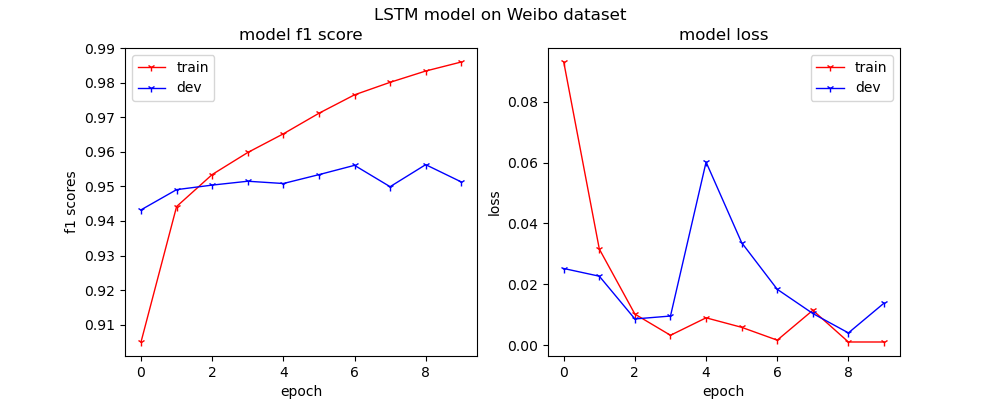 LSTM model on Weibo dataset
model f1 score
0.99
0.98
0.97
0.96
0.95
0.94
0.93
0.92
0.91
f1 scores
train
dev
0 2 4 6 8
epoch
model loss
0.08
0.06
0.04
0.02
0.00
loss
train
dev
0 2 4 6 8
epoch